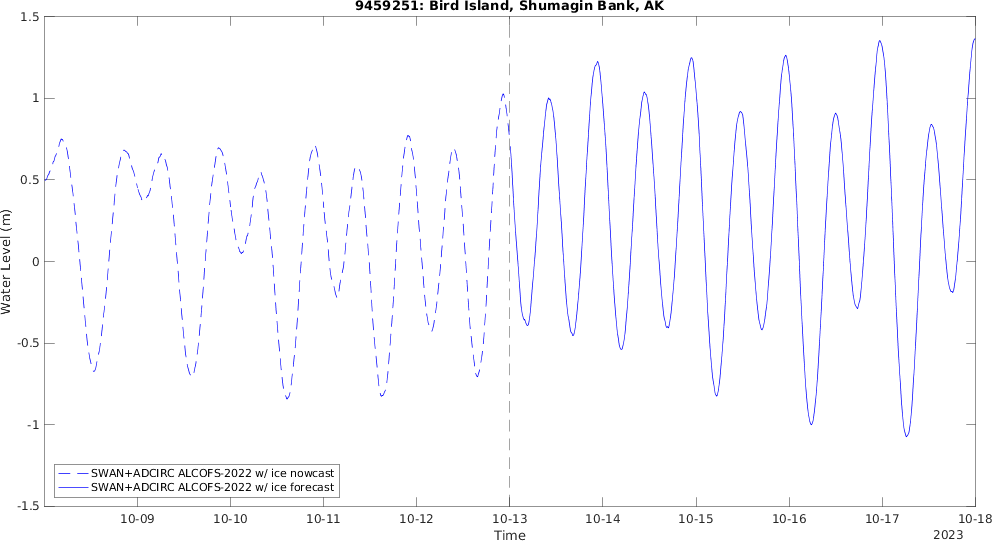 9459251: Bird Island, Shumagin Bank, AK
1.5
1
0.5
0
-0.5
-1
-1.5
Water Level (m)
SWAN+ADCIRC ALCOFS-2022 w/ ice nowcast
SWAN+ADCIRC ALCOFS-2022 w/ ice forecast
10-09 10-10 10-11 10-12 10-13 10-14 10-15 10-16 10-17 10-18
Time
2023